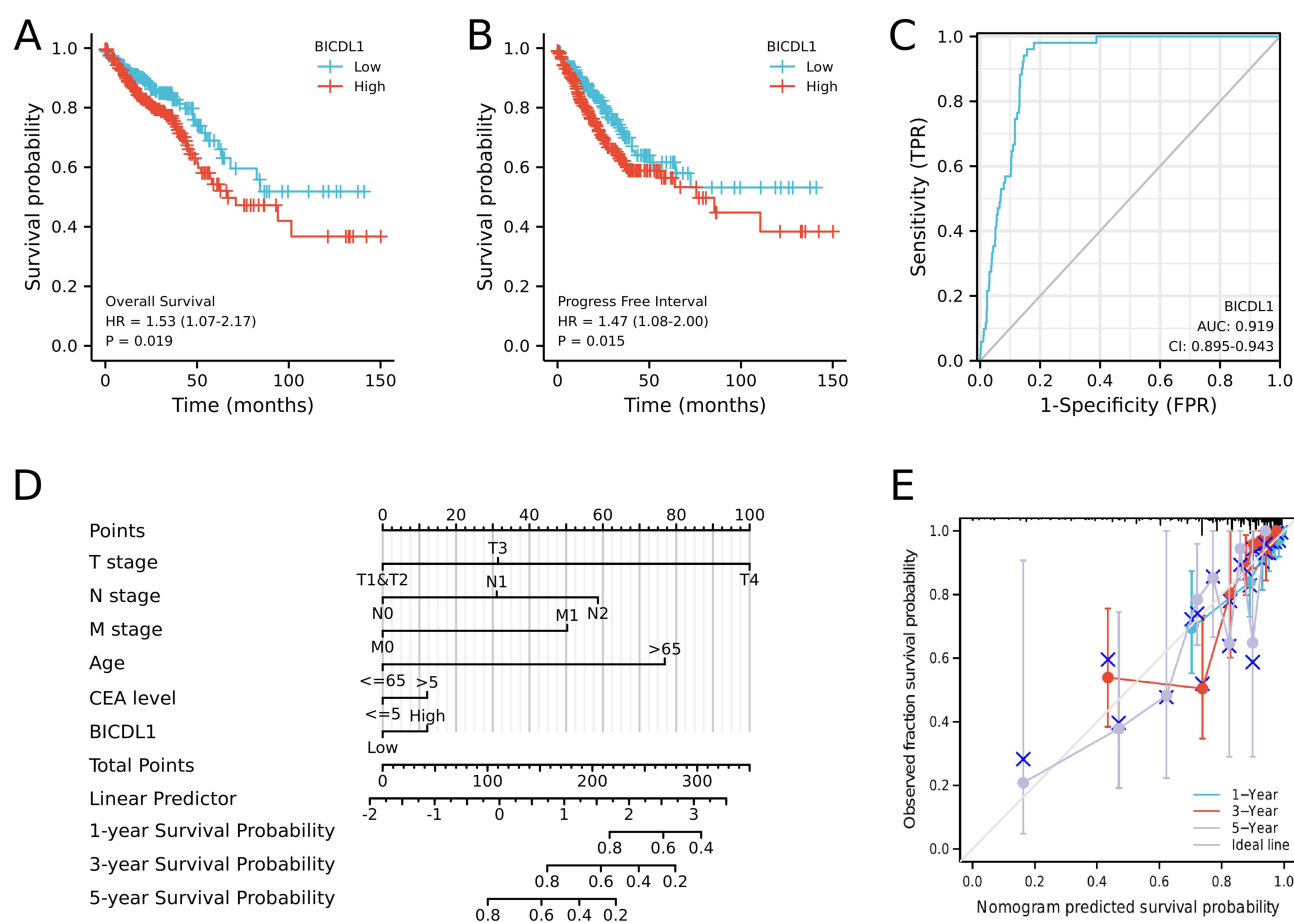 A
BICDL1
Low
High
Survival probability
1.0
0.8
0.6
0.4
0.2
0.0
Overall Survival
HR = 1.53 (1.07-2.17)
P = 0.019
0 50 100 150
Time (months)
B
BICDL1
Low
High
Survival probability
1.0
0.8
0.6
0.4
0.2
0.0
Progress Free Interval
HR = 1.47 (1.08-2.00)
P = 0.015
0 50 100 150
Time (months)
C
Sensitivity (TPR)
1.0
0.8
0.6
0.4
0.2
0.0
BICDL1
AUC: 0.919
CI: 0.895-0.943
0.0 0.2 0.4 0.6 0.8 1.0
1-Specificity (FPR)
D
0 20 40 60 80 100
Points
T3
T stage
T1&T2 T4
N1
N stage
N0 N2
M1
M stage
M0
>65
Age
<=65
>5
CEA level
<=5
High
BICDL1
Low
Total Points
0 100 200 300
Linear Predictor
-2 -1 0 1 2 3
1-year Survival Probability
0.8 0.6 0.4
3-year Survival Probability
0.8 0.6 0.4 0.2
5-year Survival Probability
0.8 0.6 0.4 0.2
E
Observed fraction survival probability
1.0
0.8
0.6
0.4
0.2
0.0
1−Year
3−Year
5−Year
Ideal line
0.0 0.2 0.4 0.6 0.8 1.0
Nomogram predicted survival probability